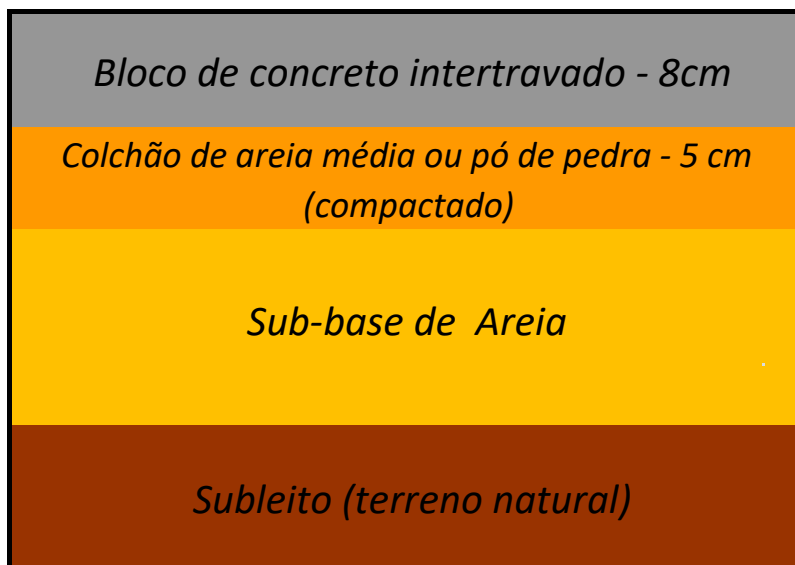 Bloco de concreto intertravado - 8cm
Colchão de areia média ou pó de pedra - 5 cm
(compactado)
Sub-base de  Areia
Subleito (terreno natural)